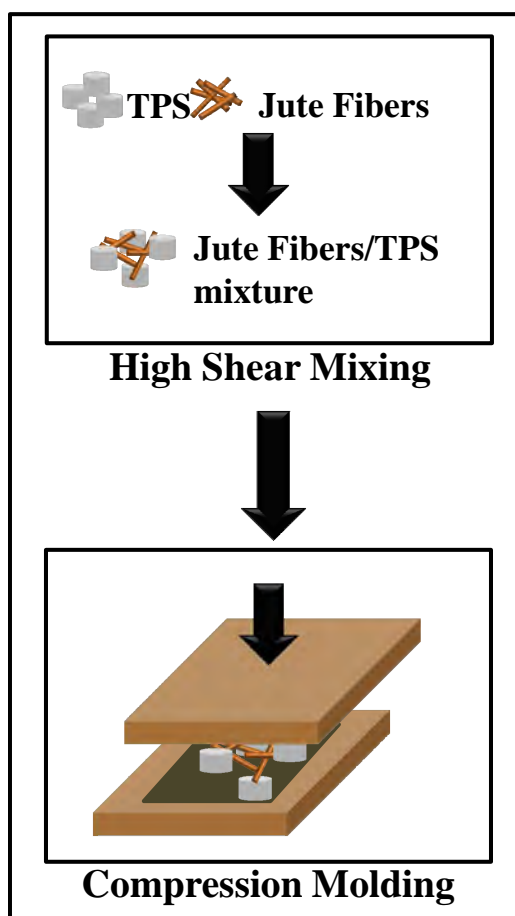 TPS Jute Fibers
Jute Fibers/TPS
mixture
High Shear Mixing
Compression Molding